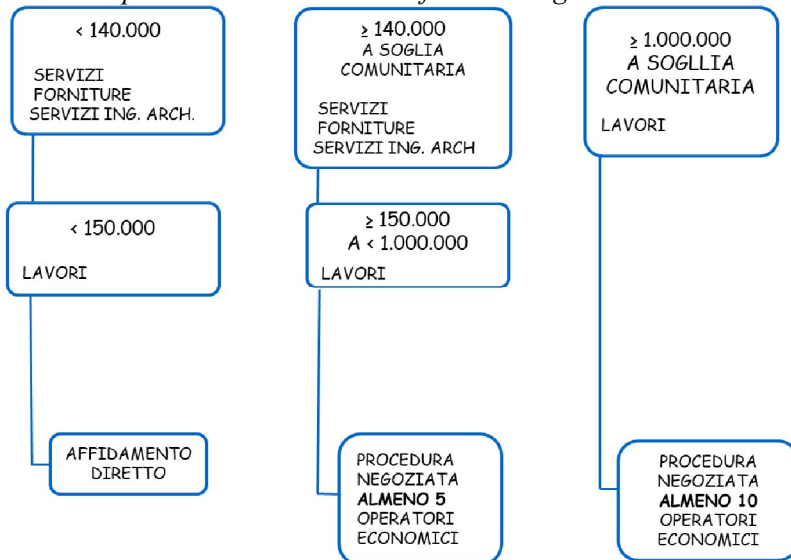 < 140.000
SERVIZI
FORNITURE
SERVIZI ING. ARCH.
< 150.000
LAVORI
AFFIDAMENTO
DIRETTO
≥ 140.000
A SOGLIA
COMUNITARIA
SERVIZI
FORNITURE
SERVIZI ING. ARCH
≥ 150.000
A < 1.000.000
LAVORI
PROCEDURA
NEGOZIATA
ALMENO 5
OPERATORI
ECONOMICI
≥ 1.000.000
A SOGLLIA
COMUNITARIA
LAVORI
PROCEDURA
NEGOZIATA
ALMENO 10
OPERATORI
ECONOMICI